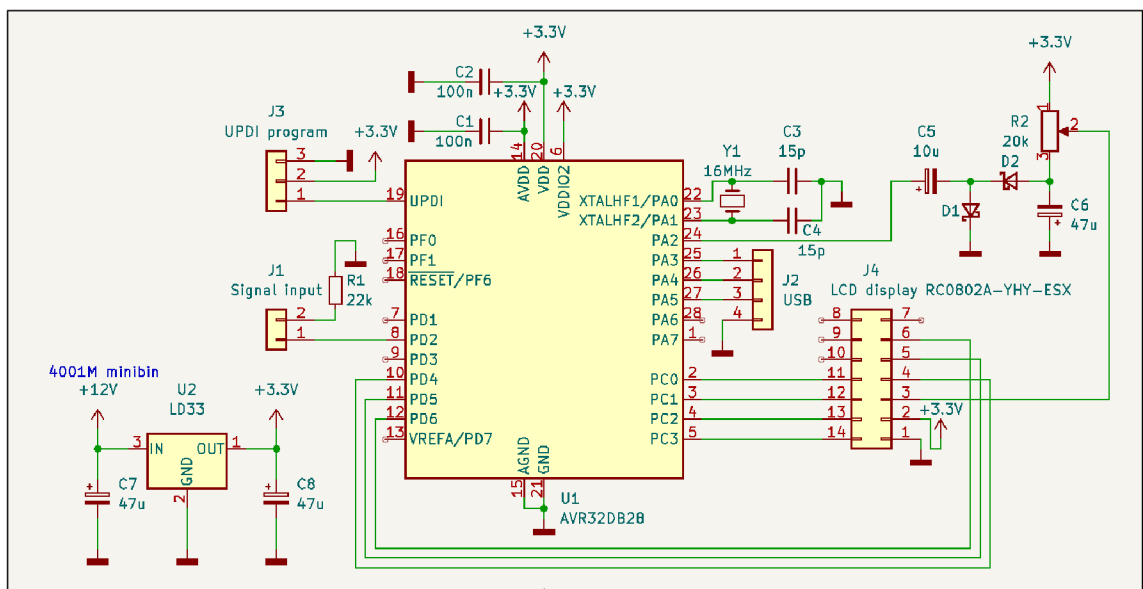 +3.3V
C2
100n
+3.3V
+3.3V
C1
100n
J3
UPDI program
3
2
1
+3.3V
14
20
6
AVDD
VDD
VDDIO2
19
UPDI
16
PF0
17
PF1
18
RESET/PF6
7
PD1
8
PD2
9
PD3
10
PD4
11
PD5
12
PD6
13
VREFA/PD7
XTALHF1/PA0
22
XTALHF2/PA1
23
PA2
24
PA3
25
PA4
26
PA5
27
PA6
28
PA7
1
PC0
2
PC1
3
PC2
4
PC3
5
AGND
GND
15
21
U1
AVR32DB28
J1
Signal input
2
1
R1
22k
4001M minibin
+12V
U2
LD33
+3.3V
3
IN
OUT
1
GND
2
+
C7
47u
+
C8
47u
Y1
16MHz
C3
15p
C4
15p
1
2
3
4
J2
USB
C5
10u
+
D1
D2
+3.3V
1
R2
20k
2
3
C6
47u
+
J4
LCD display RC0802A-YHY-ESX
8
7
9
6
10
5
11
4
12
3
13
2
14
1
+3.3V